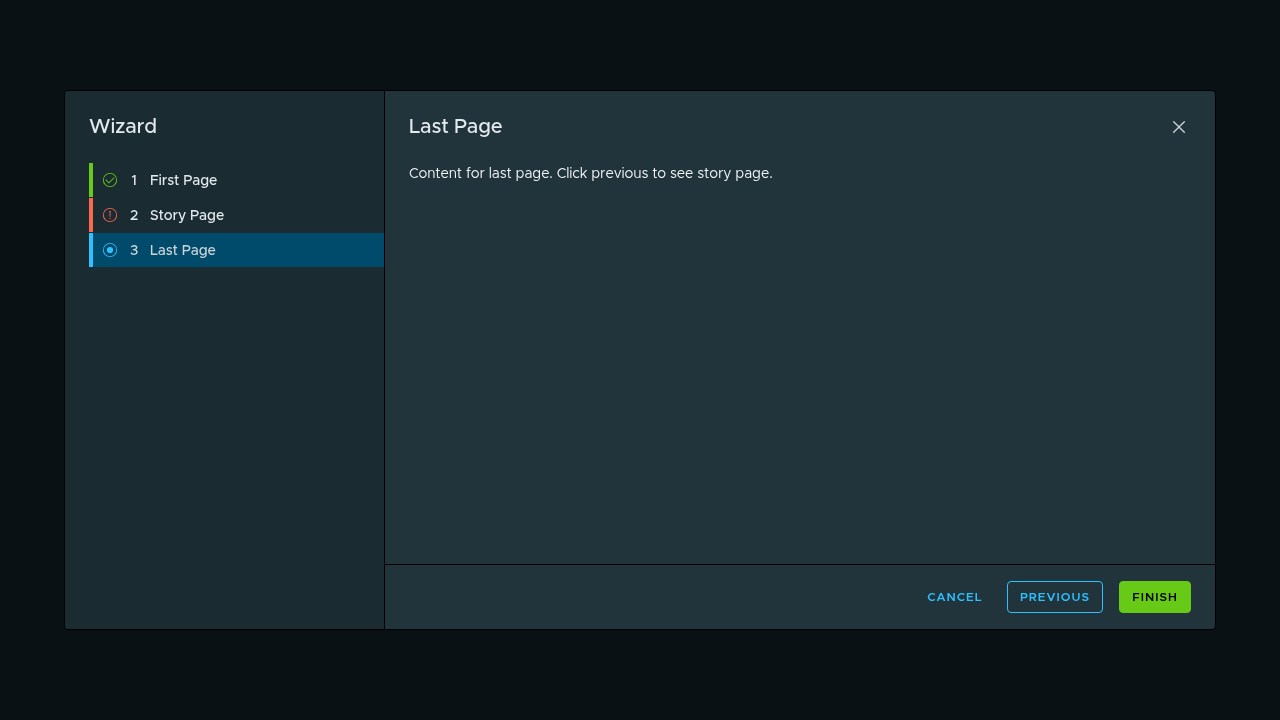 Wizard
1 First Page
2 Story Page
3 Last Page
Last Page
Content for last page. Click previous to see story page.
CANCEL PREVIOUS FINISH